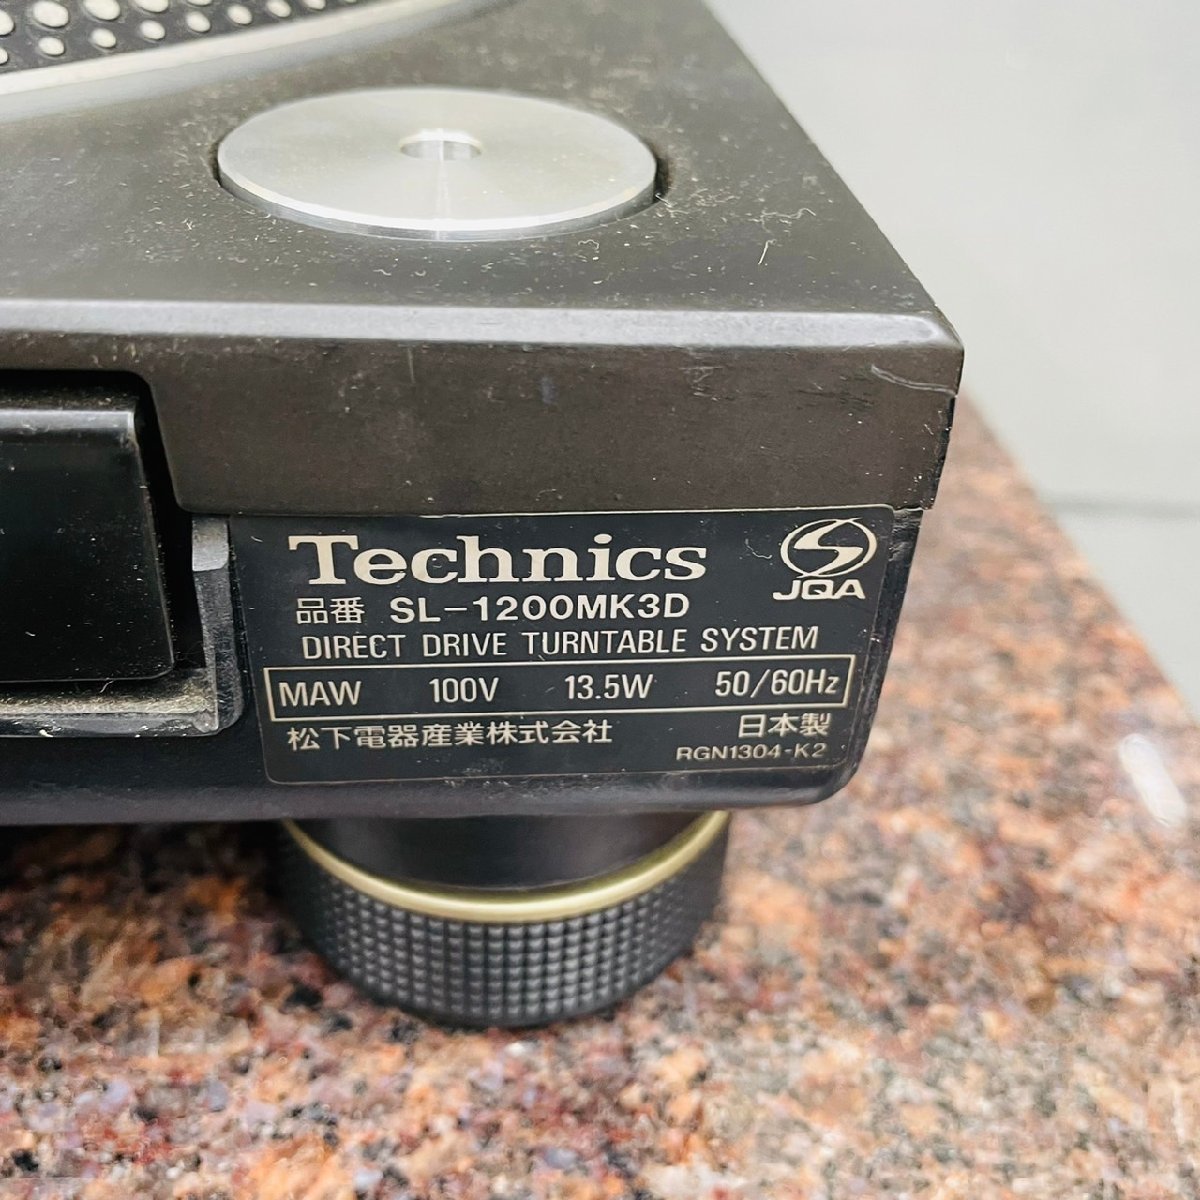 Technics
JQA
品番 SL-1200MK3D
DIRECT DRIVE TURNTABLE SYSTEM
MAW 100V 13.5W 50/60Hz
松下電器産業株式会社 日本製
RGN1304-K2